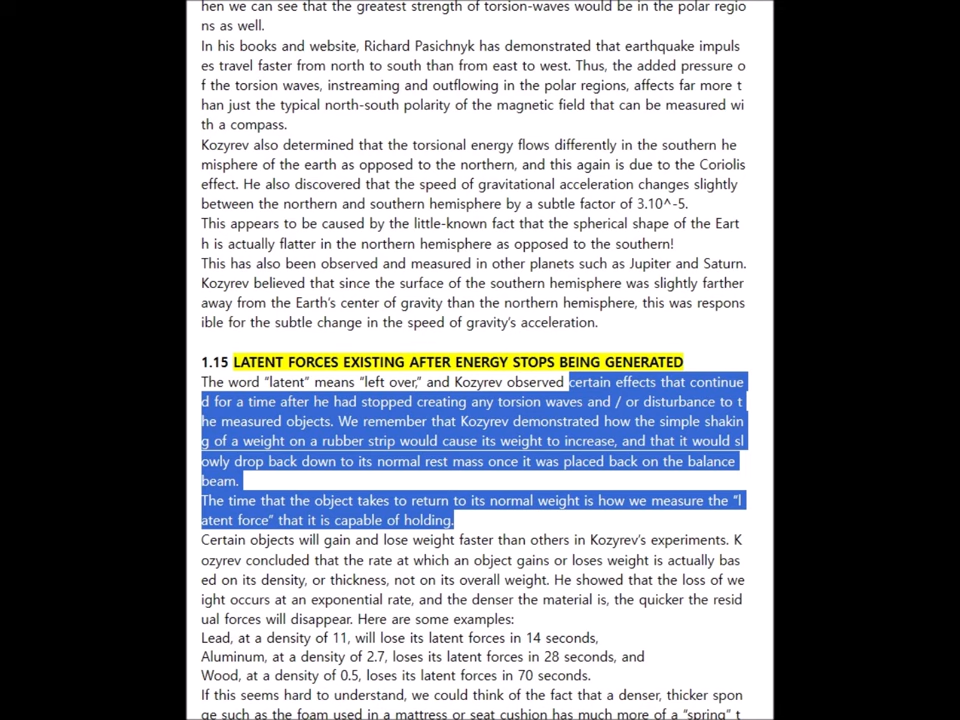 hen we can see that the greatest strength of torsion-waves would be in the polar regio
ns as well.
In his books and website, Richard Pasichnyk has demonstrated that earthquake impuls
es travel faster from north to south than from east to west. Thus, the added pressure o
f the torsion waves, instreaming and outflowing in the polar regions, affects far more t
han just the typical north-south polarity of the magnetic field that can be measured wi
th a compass.
Kozyrev also determined that the torsional energy flows differently in the southern he
misphere of the earth as opposed to the northern, and this again is due to the Coriolis
effect. He also discovered that the speed of gravitational acceleration changes slightly
between the northern and southern hemisphere by a subtle factor of 3.10^-5.
This appears to be caused by the little-known fact that the spherical shape of the Eart
h is actually flatter in the northern hemisphere as opposed to the southern!
This has also been observed and measured in other planets such as Jupiter and Saturn.
Kozyrev believed that since the surface of the southern hemisphere was slightly farther
away from the Earth's center of gravity than the northern hemisphere, this was respons
ible for the subtle change in the speed of gravity's acceleration.
1.15 LATENT FORCES EXISTING AFTER ENERGY STOPS BEING GENERATED
The word “latent” means “left over,” and Kozyrev observed certain effects that continue
d for a time after he had stopped creating any torsion waves and / or disturbance to t
he measured objects. We remember that Kozyrev demonstrated how the simple shakin
g of a weight on a rubber strip would cause its weight to increase, and that it would sl
owly drop back down to its normal rest mass once it was placed back on the balance
beam.
The time that the object takes to return to its normal weight is how we measure the “l
atent force” that it is capable of holding.
Certain objects will gain and lose weight faster than others in Kozyrev's experiments. K
ozyrev concluded that the rate at which an object gains or loses weight is actually bas
ed on its density, or thickness, not on its overall weight. He showed that the loss of we
ight occurs at an exponential rate, and the denser the material is, the quicker the resid
ual forces will disappear. Here are some examples:
Lead, at a density of 11, will lose its latent forces in 14 seconds,
Aluminum, at a density of 2.7, loses its latent forces in 28 seconds, and
Wood, at a density of 0.5, loses its latent forces in 70 seconds.
If this seems hard to understand, we could think of the fact that a denser, thicker spon
ge such as the foam used in a mattress or seat cushion has much more of a “spring” t